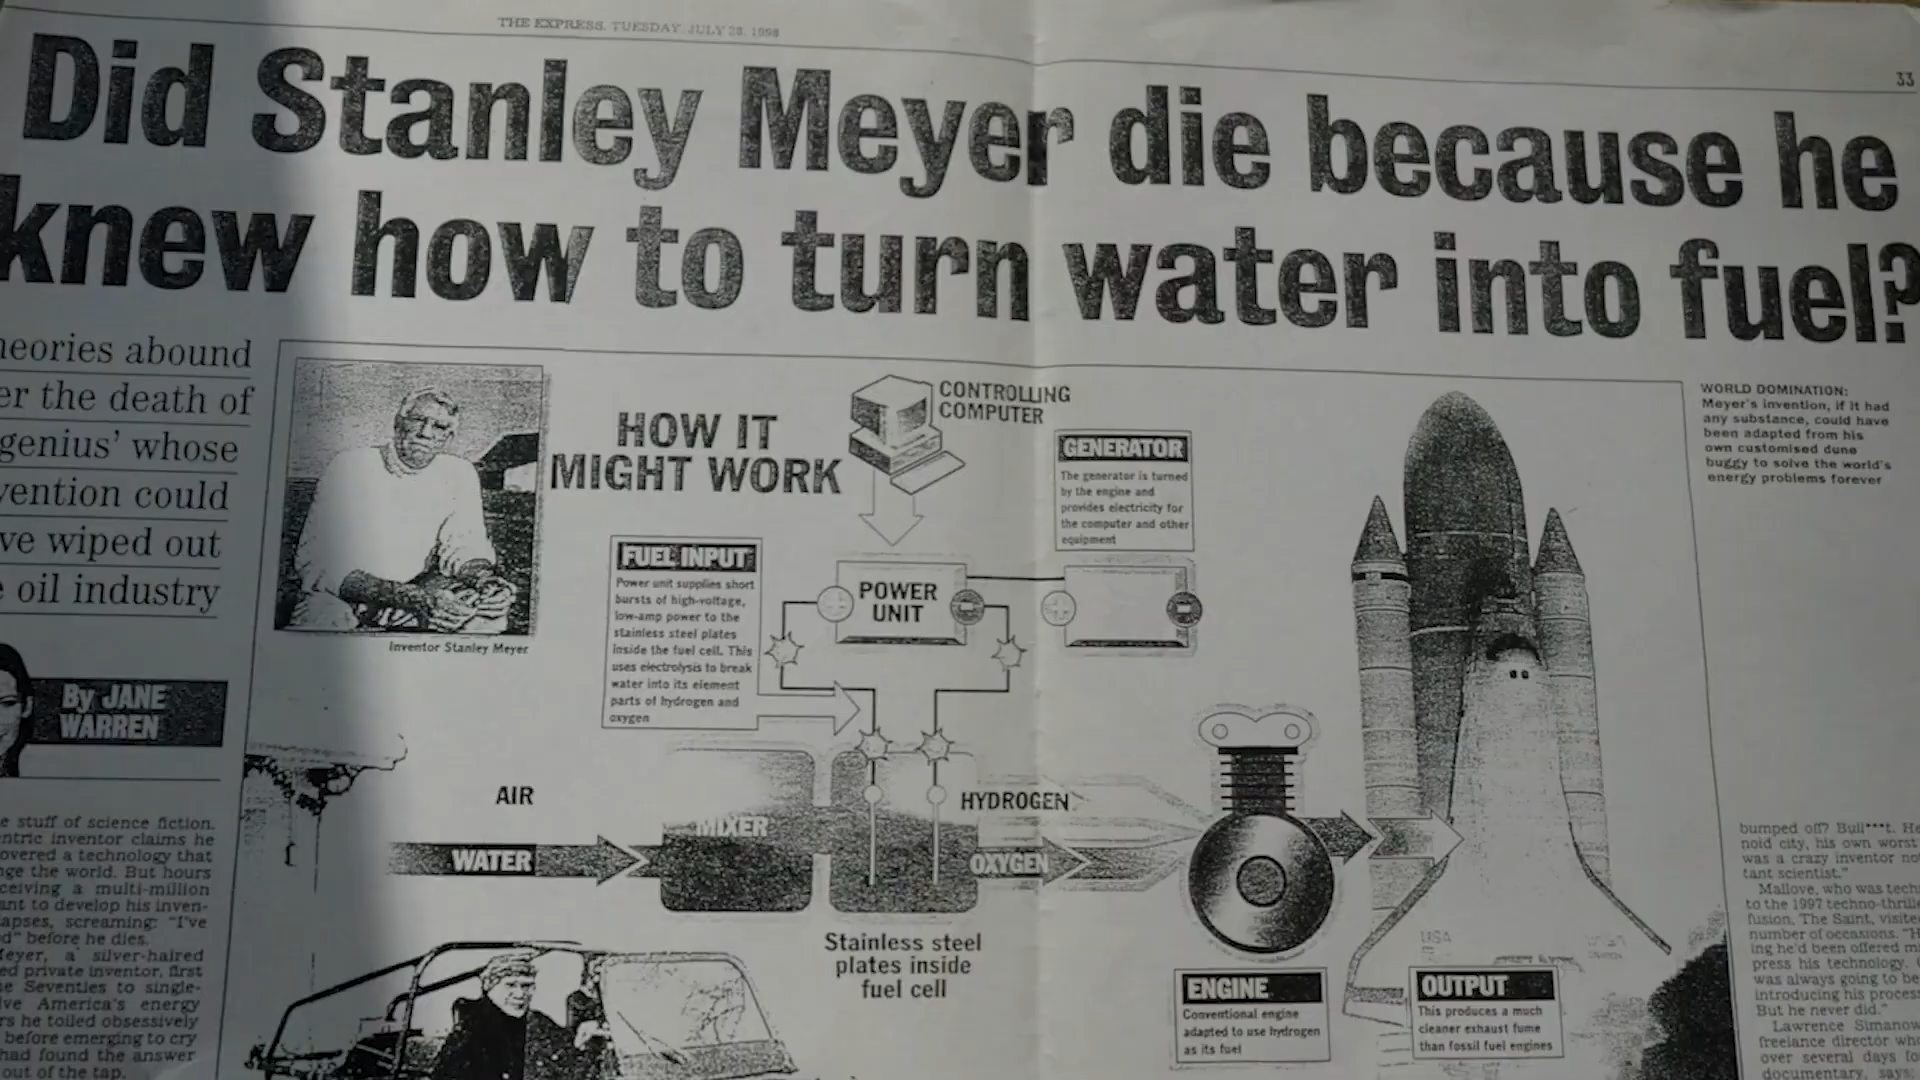 THE EXPRESS, TUESDAY, JULY 28, 1998
33
Did Stanley Meyer die because he
knew how to turn water into fuel?
heories abound
er the death of
genius' whose
vention could
ve wiped out
oil industry
By JANE
WARREN
e stuff of science fiction.
entric inventor claims he
overed a technology that
nge the world. But hours
ceiving a multi-million
ant to develop his inven-
lapses, screaming: "I've
d" before he dies.
Meyer, a silver-haired
ed private inventor, first
e Seventies to single-
lve America's energy
rs he toiled obsessively
before emerging to cry
had found the answer
out of the tap.
Inventor Stanley Meyer
HOW IT
MIGHT WORK
CONTROLLING
COMPUTER
GENERATOR
The generator is turned
by the engine and
provides electricity for
the computer and other
equipment
FUEL INPUT
Power unit supplies short
bursts of high-voltage,
low-amp power to the
stainless steel plates
inside the fuel cell. This
uses electrolysis to break
water into its element
parts of hydrogen and
oxygen
POWER
UNIT
AIR
WATER
MIXER
HYDROGEN
OXYGEN
Stainless steel
plates inside
fuel cell
ENGINE
Conventional engine
adapted to use hydrogen
as its fuel
OUTPUT
This produces a much
cleaner exhaust fume
than fossil fuel engines
USA
WORLD DOMINATION:
Meyer's invention, if it had
any substance, could have
been adapted from his
own customised dune
buggy to solve the world's
energy problems forever
bumped off? Bull***t. He
noid city, his own worst
was a crazy inventor no
tant scientist."
Mallove, who was tech
to the 1997 techno-thrille
fusion, The Saint, visite
number of occasions. "H
ing he'd been offered m
press his technology.
was always going to be
introducing his process
But he never did."
Lawrence Simanow
freelance director who
over several days fo
documentary, says: